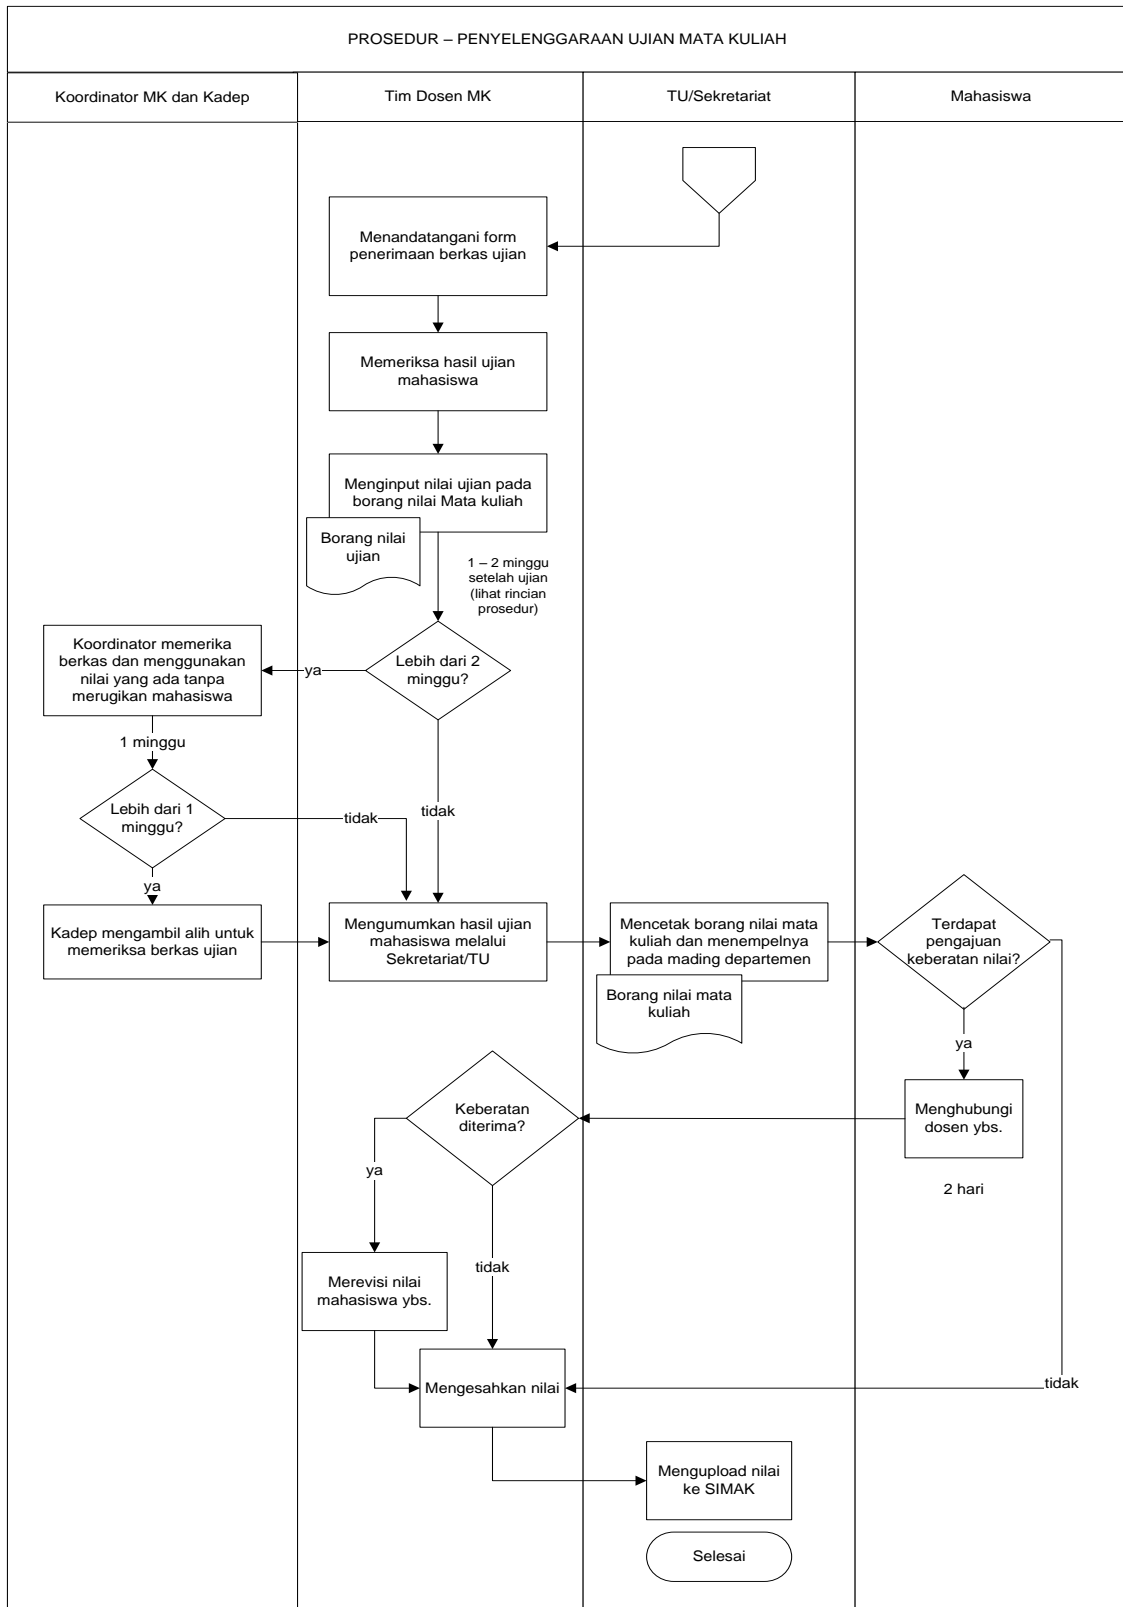 PROSEDUR – PENYELENGGARAAN UJIAN MATA KULIAH
Koordinator MK dan Kadep
Tim Dosen MK
TU/Sekretariat
Mahasiswa
Menandatangani form
penerimaan berkas ujian
Memeriksa hasil ujian
mahasiswa
Menginput nilai ujian pada
borang nilai Mata kuliah
Borang nilai
ujian
1 – 2 minggu
setelah ujian
(lihat rincian
prosedur)
Lebih dari 2
minggu?
ya
Koordinator memerika
berkas dan menggunakan
nilai yang ada tanpa
merugikan mahasiswa
1 minggu
Lebih dari 1
minggu?
tidak
tidak
ya
Kadep mengambil alih untuk
memeriksa berkas ujian
Mengumumkan hasil ujian
mahasiswa melalui
Sekretariat/TU
Mencetak borang nilai mata
kuliah dan menempelnya
pada mading departemen
Borang nilai mata
kuliah
Terdapat
pengajuan
keberatan nilai?
ya
Menghubungi
dosen ybs.
2 hari
Keberatan
diterima?
ya
tidak
Merevisi nilai
mahasiswa ybs.
Mengesahkan nilai
tidak
Mengupload nilai
ke SIMAK
Selesai